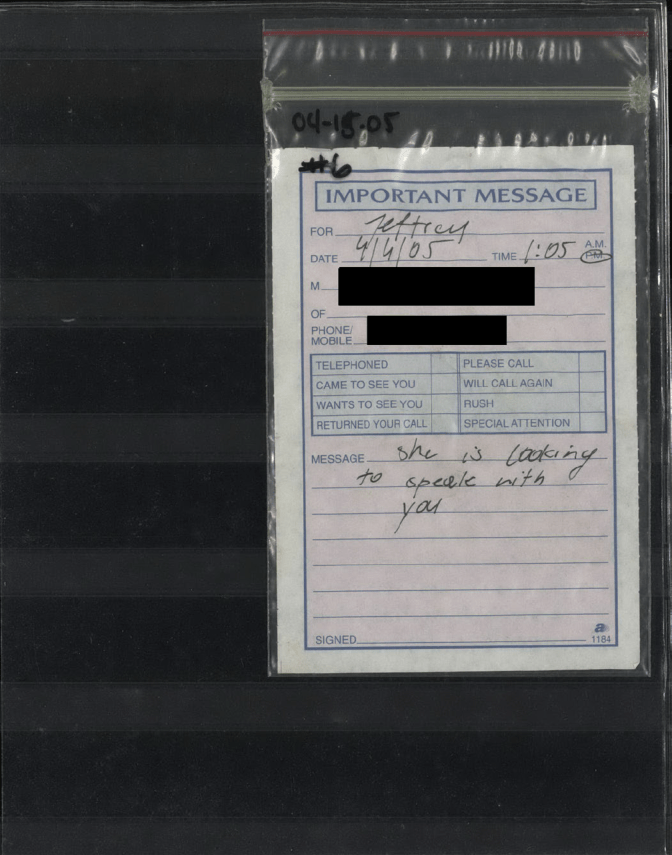 04-15-05
#6
IMPORTANT MESSAGE
FOR Jeffrey
DATE 4/4/05 TIME 1:05 A.M.
P.M.
M
OF
PHONE/
MOBILE
TELEPHONED PLEASE CALL
CAME TO SEE YOU WILL CALL AGAIN
WANTS TO SEE YOU RUSH
RETURNED YOUR CALL SPECIAL ATTENTION
MESSAGE She is looking
to speak with
you
SIGNED
a
1184